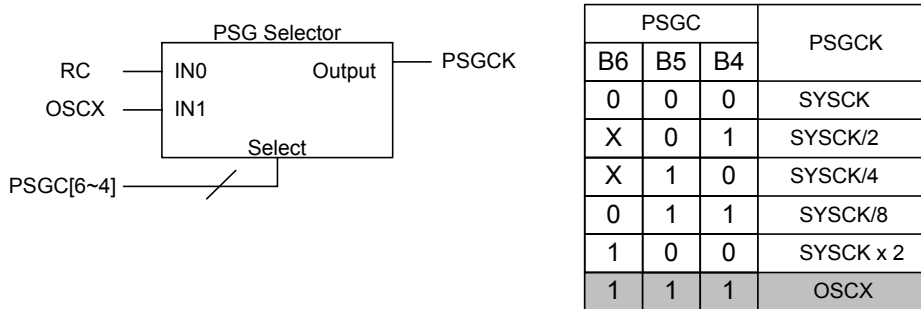 PSG Selector
RC
IN0
Output
PSGCK
OSCX
IN1
Select
PSGC[6~4]
PSGC PSGCK
B6 B5 B4
0 0 0 SYSCK
X 0 1 SYSCK/2
X 1 0 SYSCK/4
0 1 1 SYSCK/8
1 0 0 SYSCK x 2
1 1 1 OSCX